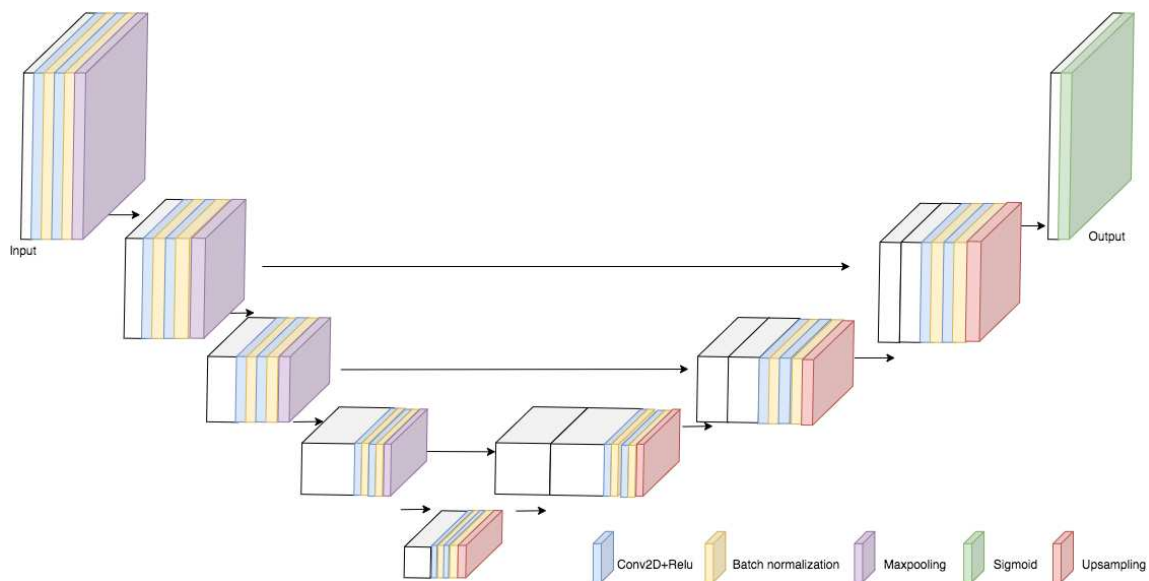 Input
Output
Conv2D+Relu
Batch normalization
Maxpooling
Sigmoid
Upsampling